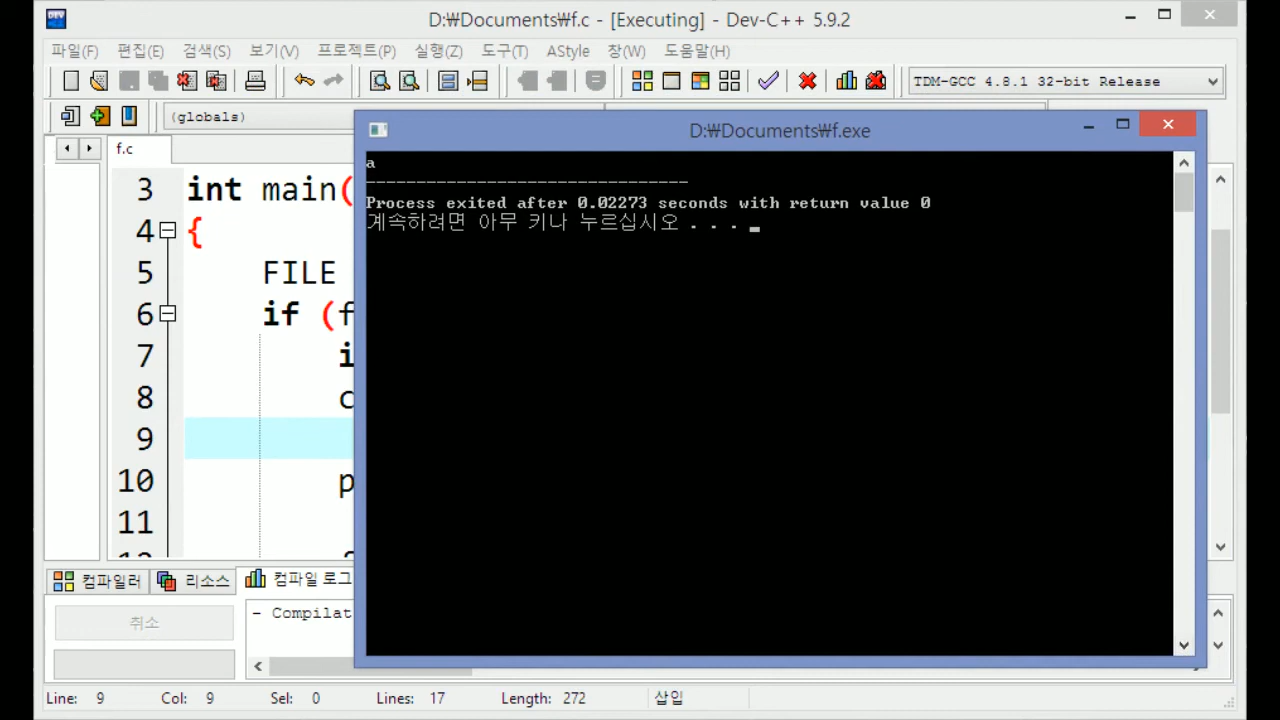 D:₩Documents₩f.c - [Executing] - Dev-C++ 5.9.2
파일(F) 편집(E) 검색(S) 보기(V) 프로젝트(P) 실행(Z) 도구(T) AStyle 창(W) 도움말(H)
TDM-GCC 4.8.1 32-bit Release
(globals)
f.c
3 int main(
4 {
5 FILE
6 if (f
7 i
8 c
9
10 p
11
D:₩Documents₩f.exe
a
--------------------------------
Process exited after 0.02273 seconds with return value 0
계속하려면 아무 키나 누르십시오 . . .
컴파일러 리소스 컴파일 로그
취소
- Compilat
Line: 9 Col: 9 Sel: 0 Lines: 17 Length: 272 삽입